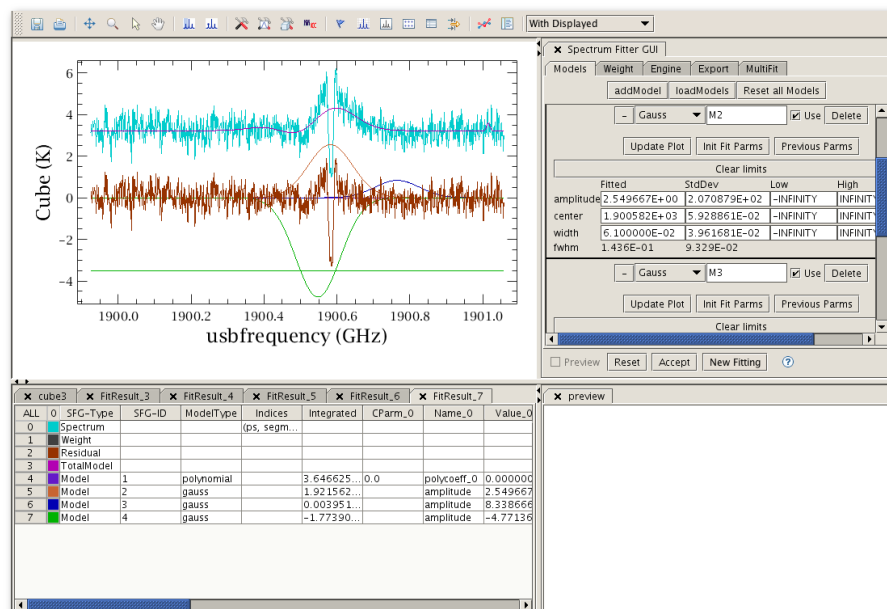 With Displayed
Spectrum Fitter GUI
Models Weight Engine Export MultiFit
addModel loadModels Reset all Models
- Gauss M2 Use Delete
Update Plot Init Fit Parms Previous Parms
Clear limits
Fitted StdDev Low High
amplitude 2.549667E+00 2.070879E+02 -INFINITY INFINIT
center 1.900582E+03 5.928861E-02 -INFINITY INFINIT
width 6.100000E-02 3.961681E-02 -INFINITY INFINIT
fwhm 1.436E-01 9.329E-02
- Gauss M3 Use Delete
Update Plot Init Fit Parms Previous Parms
Clear limits
Preview Reset Accept New Fitting ?
6
4
2
0
-2
-4
Cube (K)
1900.0 1900.2 1900.4 1900.6 1900.8 1901.0
usbfrequency (GHz)
cube3 FitResult_3 FitResult_4 FitResult_5 FitResult_6 FitResult_7
ALL 0 SFG-Type SFG-ID ModelType Indices Integrated CParm_0 Name_0 Value_0
0 Spectrum (ps, segm...
1 Weight
2 Residual
3 TotalModel
4 Model 1 polynomial 3.646625... 0.0 polycoeff_0 0.000000
5 Model 2 gauss 1.921562... amplitude 2.549667
6 Model 3 gauss 0.003951... amplitude 8.338666
7 Model 4 gauss -1.77390... amplitude -4.77136
preview